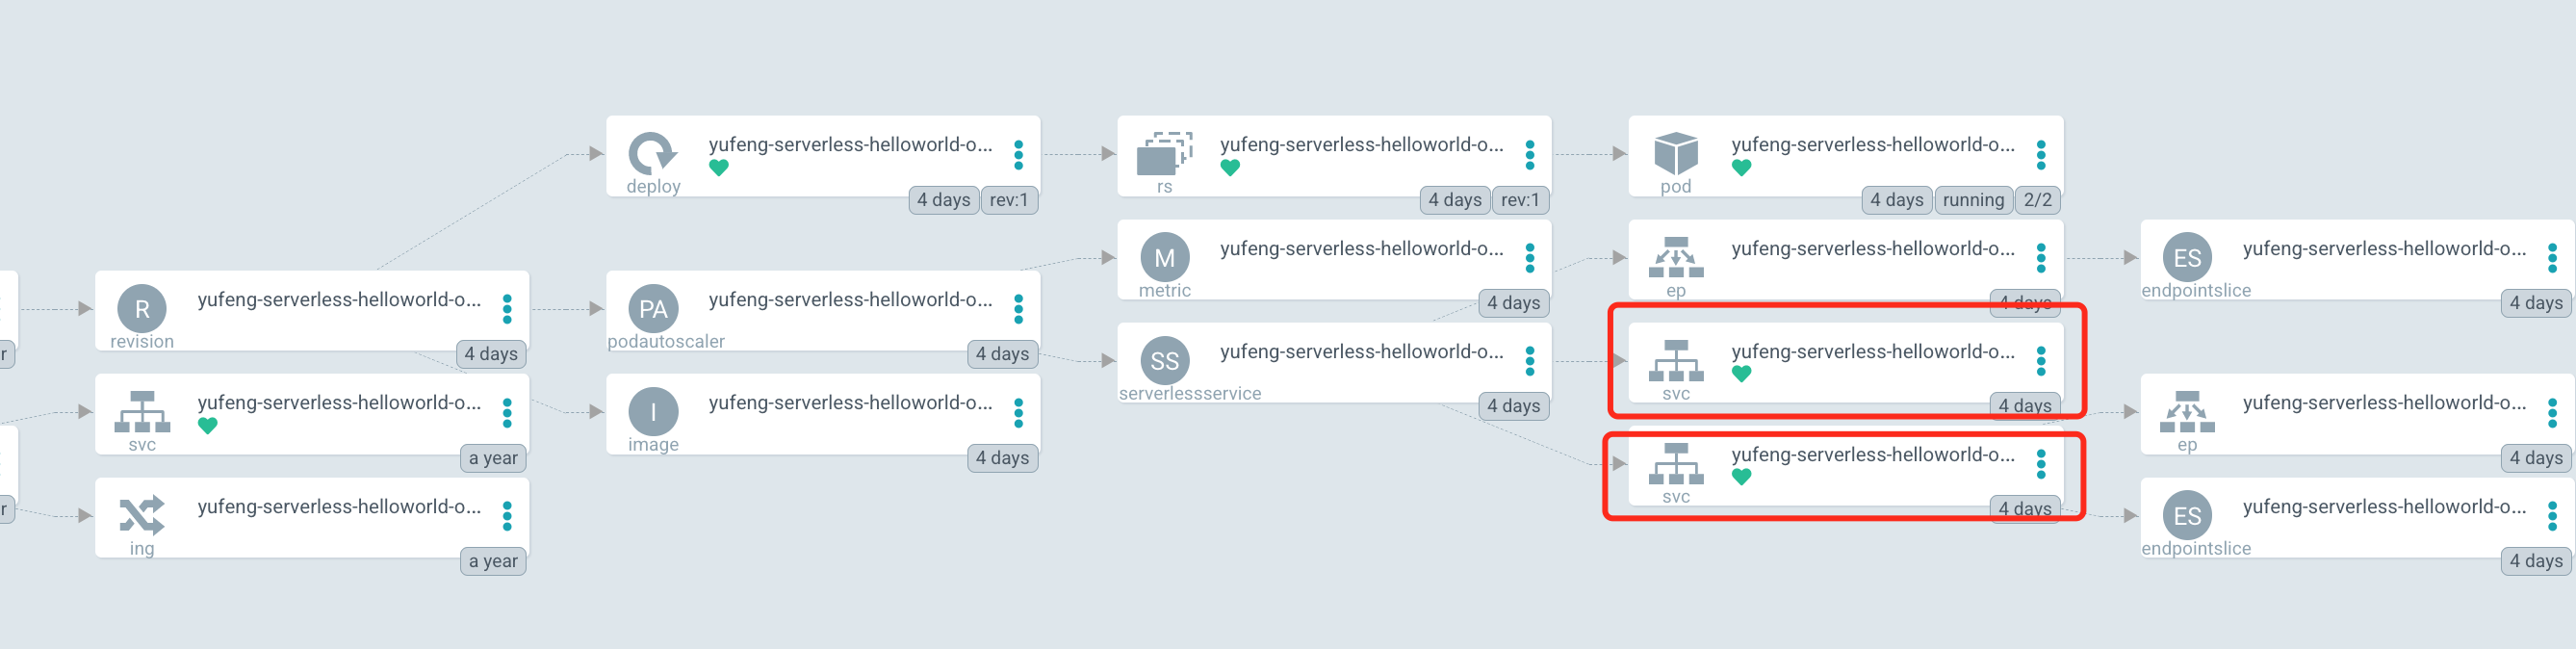 yufeng-serverless-helloworld-o...
deploy
4 days
rev:1
yufeng-serverless-helloworld-o...
rs
4 days
rev:1
yufeng-serverless-helloworld-o...
pod
4 days
running
2/2
M
yufeng-serverless-helloworld-o...
metric
4 days
yufeng-serverless-helloworld-o...
ep
4 days
ES
yufeng-serverless-helloworld-o...
endpointslice
4 days
r
R
yufeng-serverless-helloworld-o...
revision
4 days
PA
yufeng-serverless-helloworld-o...
podautoscaler
4 days
SS
yufeng-serverless-helloworld-o...
serverlessservice
4 days
yufeng-serverless-helloworld-o...
svc
4 days
yufeng-serverless-helloworld-o...
svc
a year
I
yufeng-serverless-helloworld-o...
image
4 days
yufeng-serverless-helloworld-o...
svc
4 days
yufeng-serverless-helloworld-o...
ep
4 days
r
yufeng-serverless-helloworld-o...
ing
a year
ES
yufeng-serverless-helloworld-o...
endpointslice
4 days